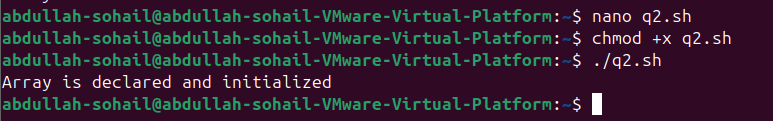 abdullah-sohail@abdullah-sohail-VMware-Virtual-Platform:~$ nano q2.sh
abdullah-sohail@abdullah-sohail-VMware-Virtual-Platform:~$ chmod +x q2.sh
abdullah-sohail@abdullah-sohail-VMware-Virtual-Platform:~$ ./q2.sh
Array is declared and initialized
abdullah-sohail@abdullah-sohail-VMware-Virtual-Platform:~$